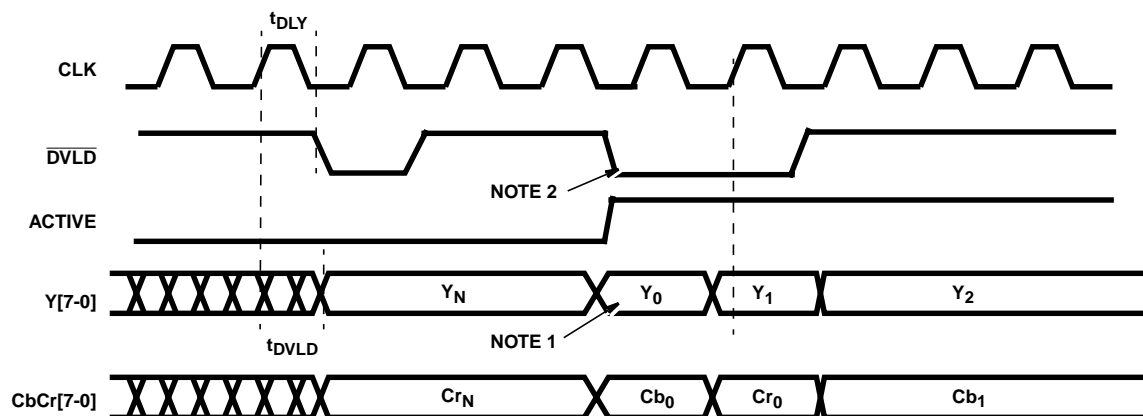 tDLY
CLK
DVLD
NOTE 2
ACTIVE
Y[7-0]
YN
Y0
Y1
Y2
NOTE 1
tDVLD
CbCr[7-0]
CrN
Cb0
Cr0
Cb1